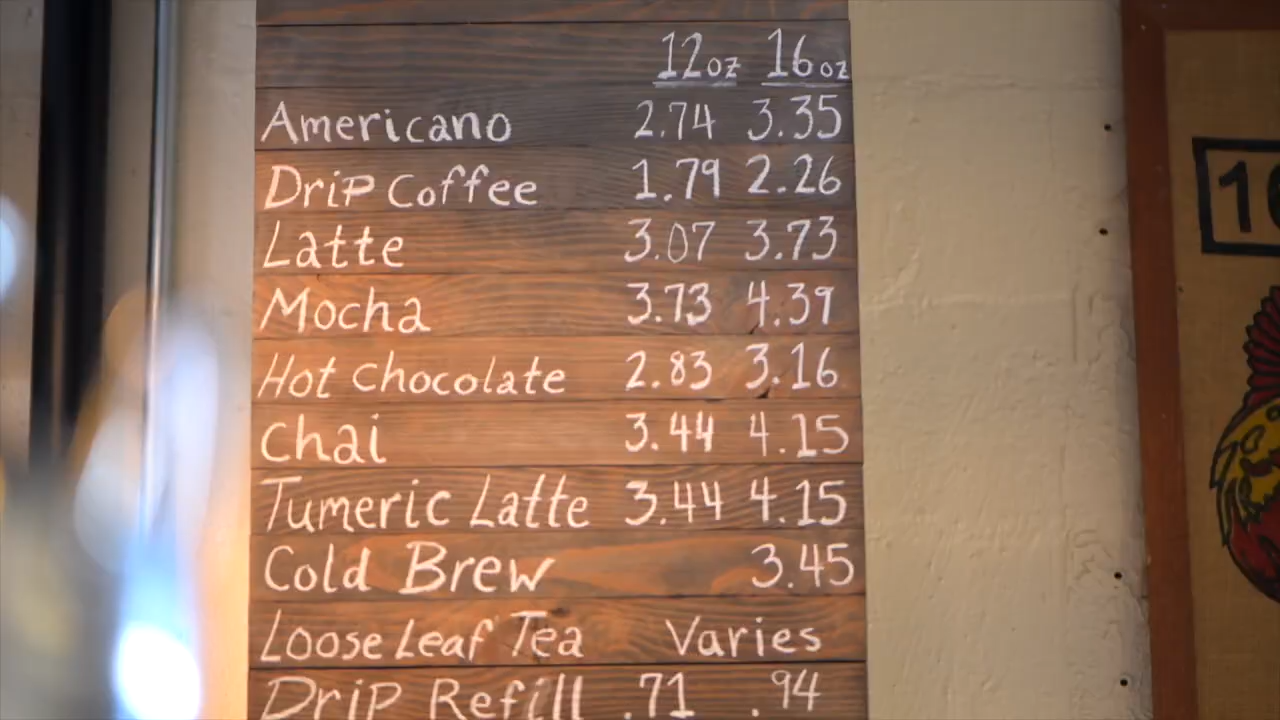 12oz 16oz
Americano 2.74 3.35
Drip Coffee 1.79 2.26
Latte 3.07 3.73
Mocha 3.73 4.39
Hot Chocolate 2.83 3.16
Chai 3.44 4.15
Tumeric Latte 3.44 4.15
Cold Brew 3.45
Loose Leaf Tea Varies
Drip Refill .71 .94